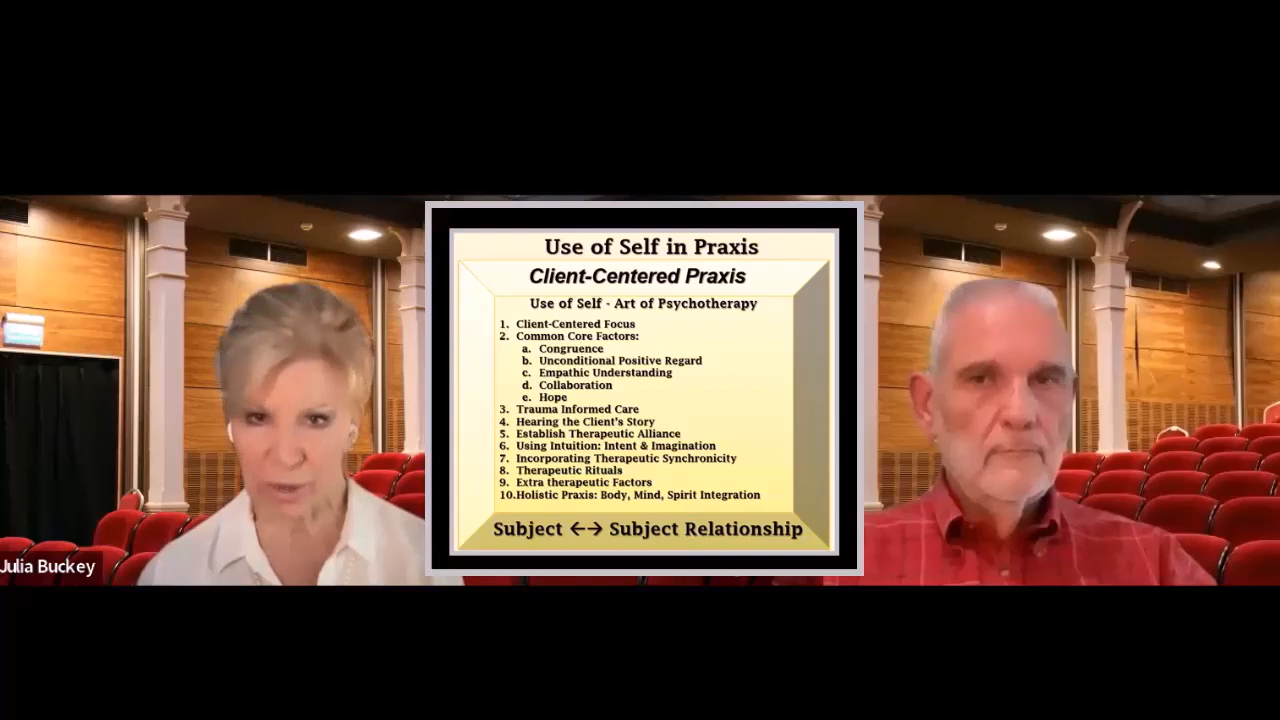 Use of Self in Praxis
Client-Centered Praxis
Use of Self - Art of Psychotherapy
1. Client-Centered Focus
2. Common Core Factors:
a. Congruence
b. Unconditional Positive Regard
c. Empathic Understanding
d. Collaboration
e. Hope
3. Trauma Informed Care
4. Hearing the Client's Story
5. Establish Therapeutic Alliance
6. Using Intuition: Intent & Imagination
7. Incorporating Therapeutic Synchronicity
8. Therapeutic Rituals
9. Extra therapeutic Factors
10.Holistic Praxis: Body, Mind, Spirit Integration
Subject ←→ Subject Relationship
Julia Buckey